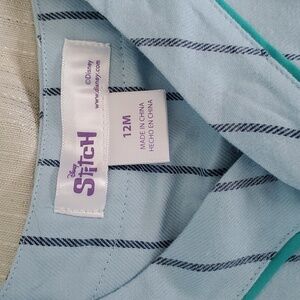 ©Disney
www.disney.com
Disney
Stitch
12M
MADE IN CHINA
HECHO EN CHINA